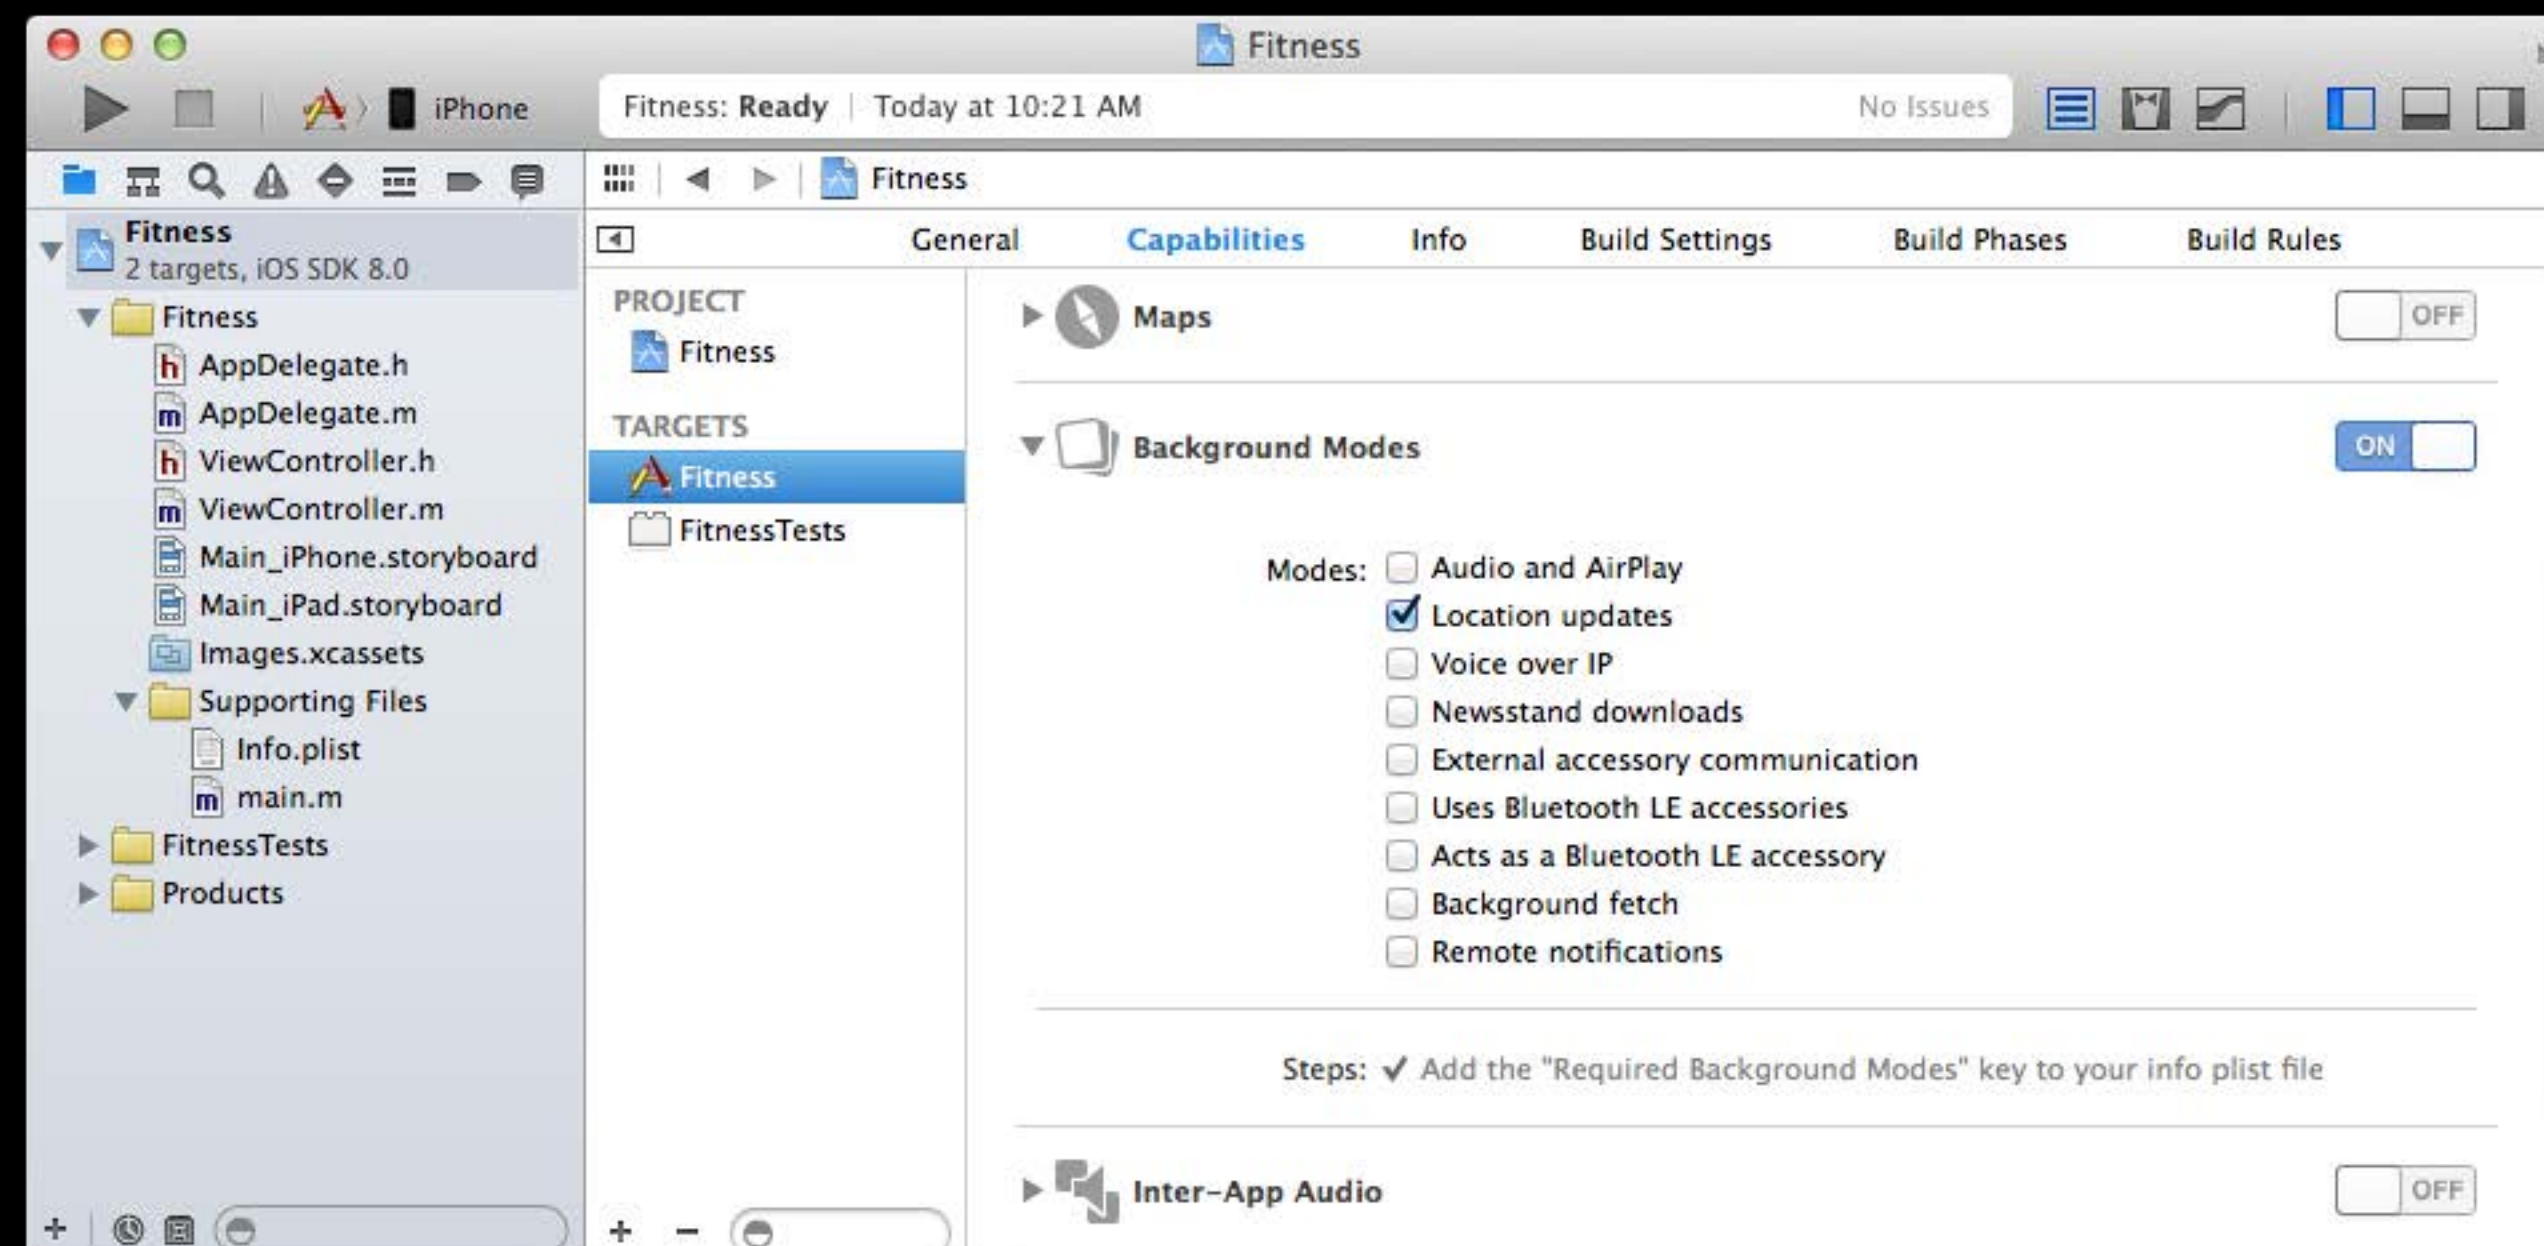 Fitness
iPhone
Fitness: Ready | Today at 10:21 AM
No Issues
Fitness
Fitness
2 targets, iOS SDK 8.0
Fitness
h AppDelegate.h
m AppDelegate.m
h ViewController.h
m ViewController.m
Main_iPhone.storyboard
Main_iPad.storyboard
Images.xcassets
Supporting Files
Info.plist
m main.m
FitnessTests
Products
General Capabilities Info Build Settings Build Phases Build Rules
PROJECT
Fitness
TARGETS
Fitness
FitnessTests
Maps OFF
Background Modes ON
Modes: Audio and AirPlay
Location updates
Voice over IP
Newsstand downloads
External accessory communication
Uses Bluetooth LE accessories
Acts as a Bluetooth LE accessory
Background fetch
Remote notifications
Steps: ✓ Add the "Required Background Modes" key to your info plist file
Inter-App Audio OFF